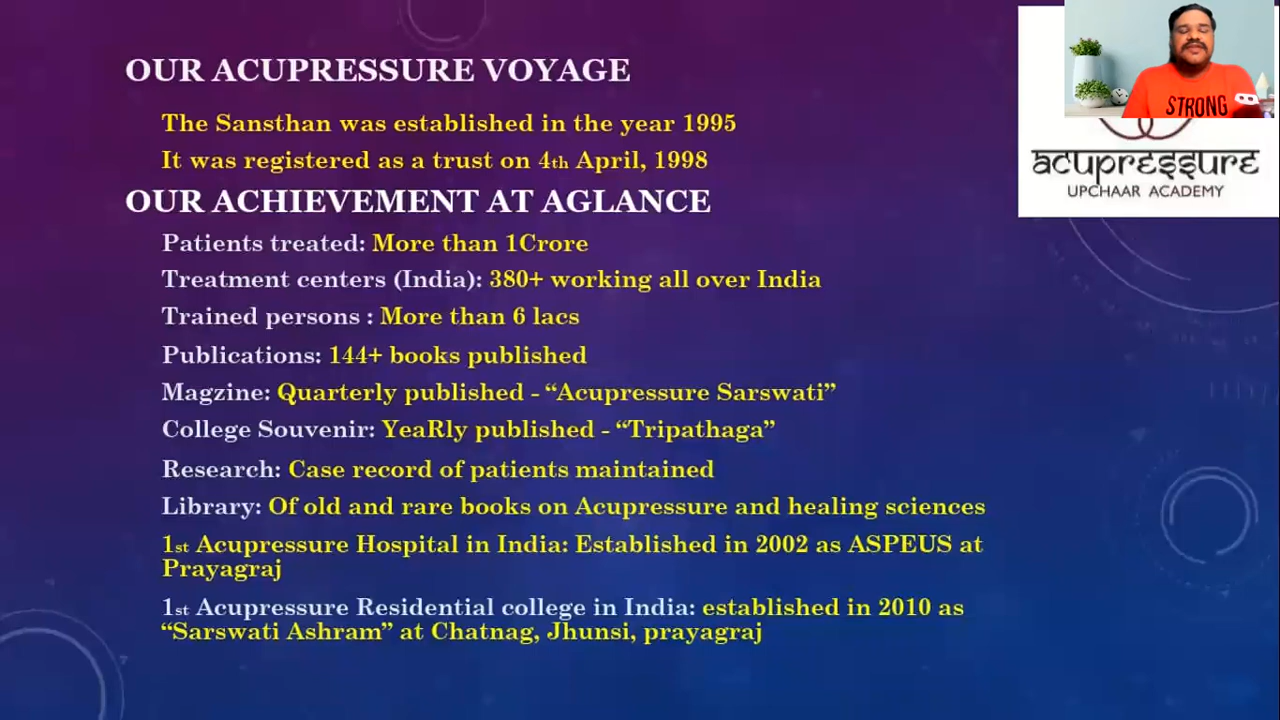 OUR ACUPRESSURE VOYAGE
The Sansthan was established in the year 1995
It was registered as a trust on 4th April, 1998
OUR ACHIEVEMENT AT AGLANCE
Patients treated: More than 1Crore
Treatment centers (India): 380+ working all over India
Trained persons : More than 6 lacs
Publications: 144+ books published
Magzine: Quarterly published - “Acupressure Sarswati”
College Souvenir: YeaRly published - “Tripathaga”
Research: Case record of patients maintained
Library: Of old and rare books on Acupressure and healing sciences
1st Acupressure Hospital in India: Established in 2002 as ASPEUS at
Prayagraj
1st Acupressure Residential college in India: established in 2010 as
“Sarswati Ashram” at Chatnag, Jhunsi, prayagraj
STRONG
acupressure
UPCHAAR ACADEMY